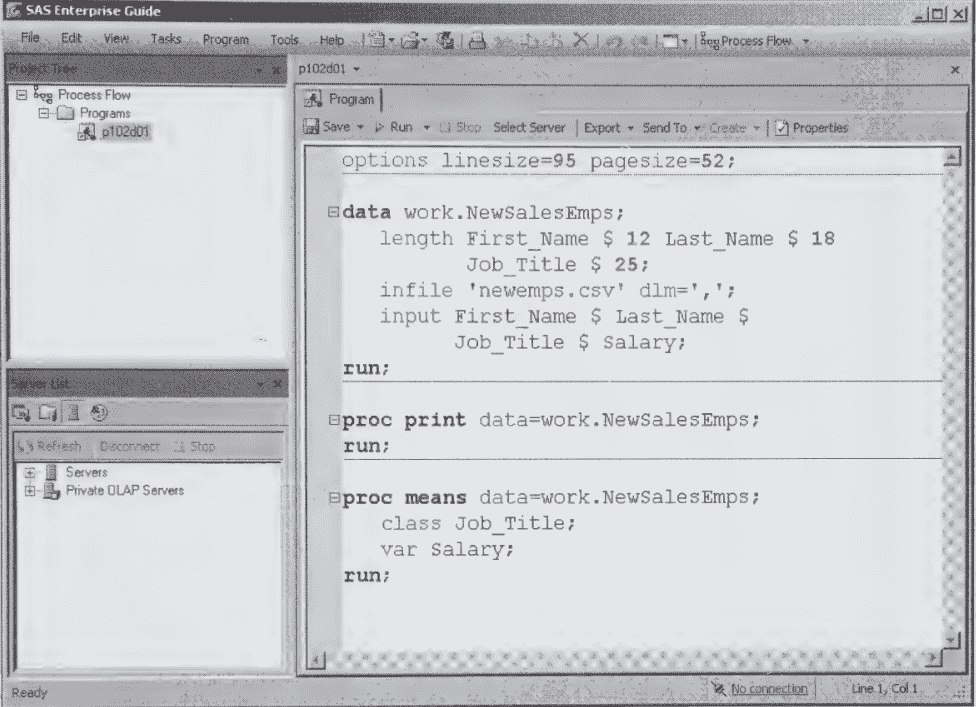 SAS Enterprise Guide
File Edit View Tasks Program Tools Help Process Flow
Project Tree
p102d01
Process Flow
Programs
p102d01
Program
Save Run Stop Select Server Export Send To Create Properties
options linesize=95 pagesize=52;
data work.NewSalesEmps;
length First_Name $ 12 Last_Name $ 18
Job_Title $ 25;
infile 'newemps.csv' dlm=',';
input First_Name $ Last_Name $
Job_Title $ Salary;
run;
proc print data=work.NewSalesEmps;
run;
proc means data=work.NewSalesEmps;
class Job_Title;
var Salary;
run;
Server List
Refresh Disconnect Stop
Servers
Private OLAP Servers
Ready
No connection
Line 1, Col 1